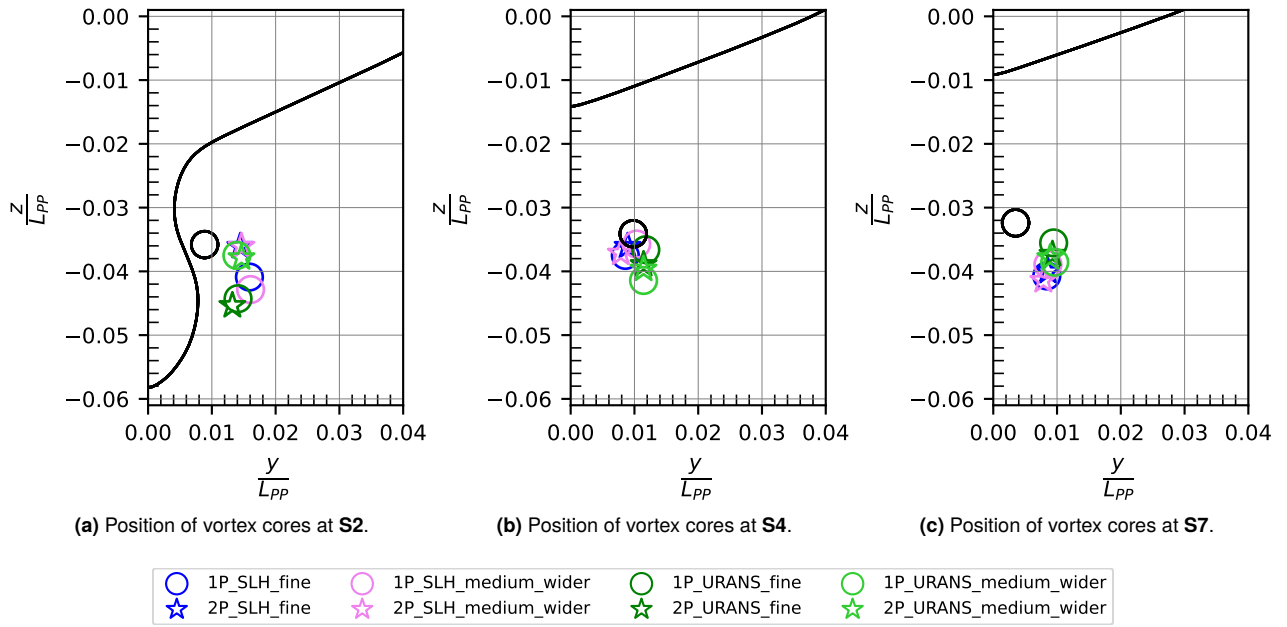 0.00 0.00 0.00
−0.01 −0.01 −0.01
−0.02 −0.02 −0.02
−0.03 −0.03 −0.03
−0.04 −0.04 −0.04
−0.05 −0.05 −0.05
−0.06 −0.06 −0.06
z z z
L_PP L_PP L_PP
0.00 0.01 0.02 0.03 0.04 0.00 0.01 0.02 0.03 0.04 0.00 0.01 0.02 0.03 0.04
y y y
L_PP L_PP L_PP
(a) Position of vortex cores at S2. (b) Position of vortex cores at S4. (c) Position of vortex cores at S7.
1P_SLH_fine 1P_SLH_medium_wider 1P_URANS_fine 1P_URANS_medium_wider
2P_SLH_fine 2P_SLH_medium_wider 2P_URANS_fine 2P_URANS_medium_wider